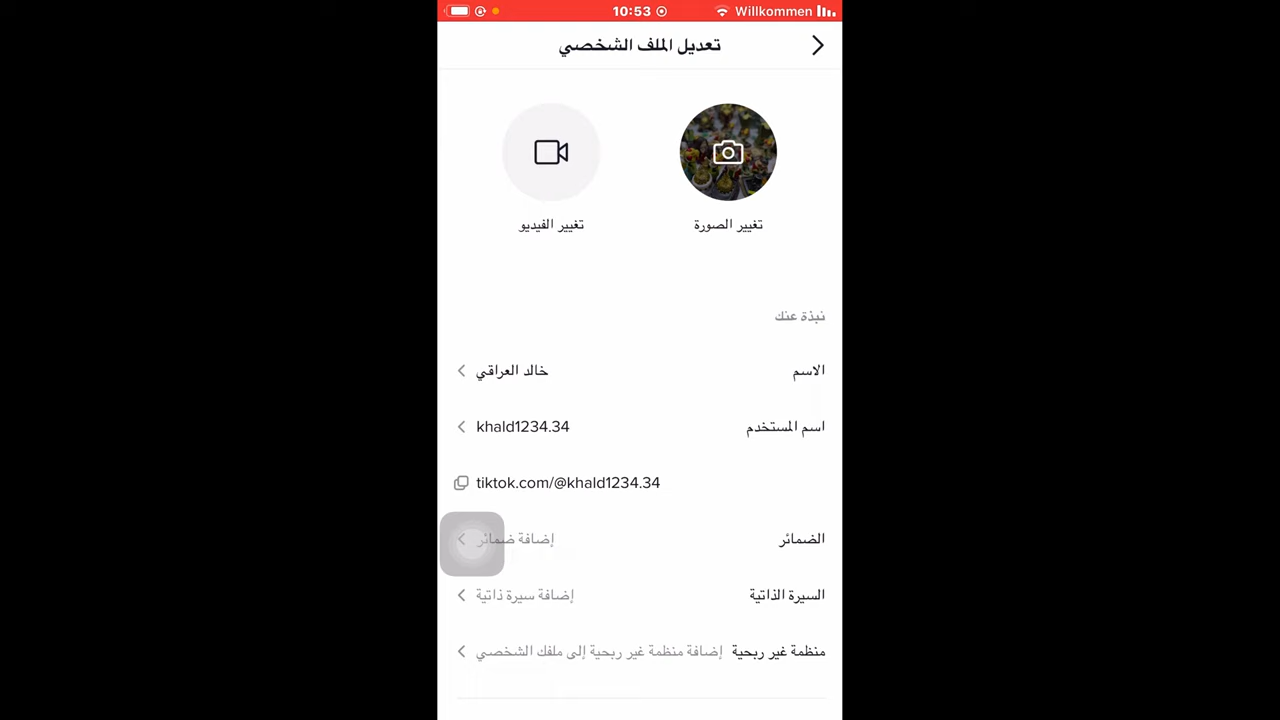 10:53 Willkommen
تعديل الملف الشخصي
تغيير الصورة تغيير الفيديو
نبذة عنك
الاسم خالد العراقي
اسم المستخدم khald1234.34
tiktok.com/@khald1234.34
الضمائر إضافة ضمائر
السيرة الذاتية إضافة سيرة ذاتية
منظمة غير ربحية إضافة منظمة غير ربحية إلى ملفك الشخصي